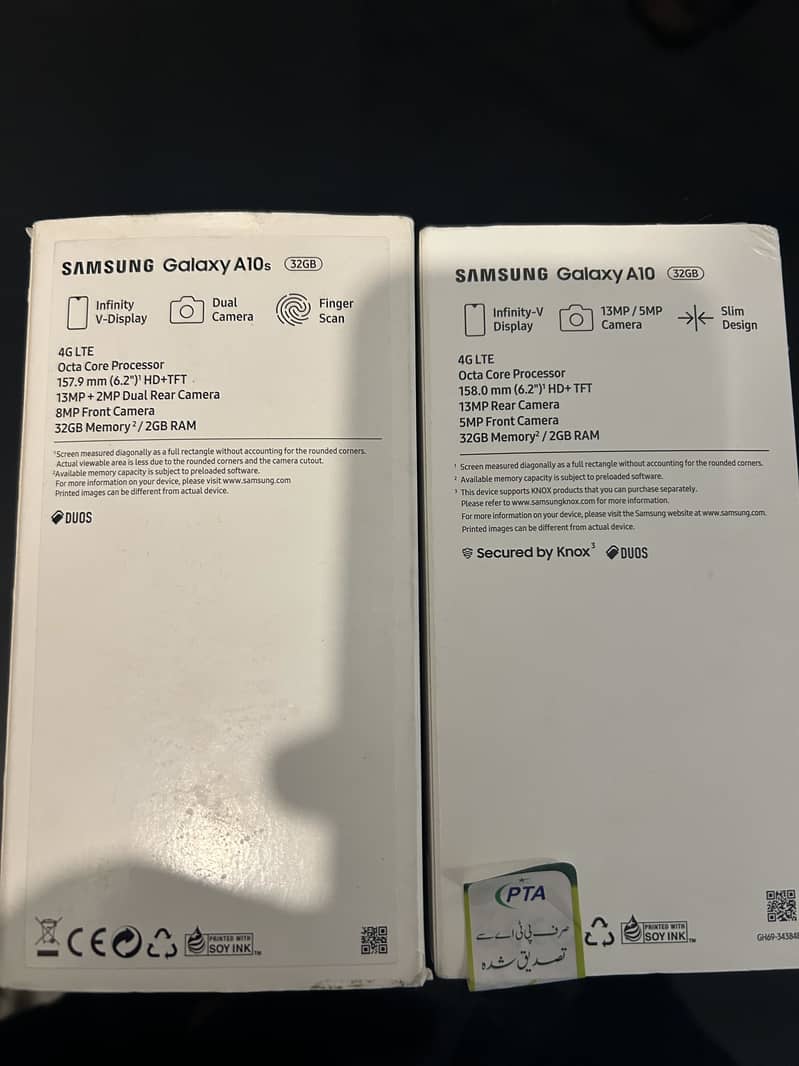 SAMSUNG Galaxy A10s 32GB
Infinity
V-Display
Dual
Camera
Finger
Scan
4G LTE
Octa Core Processor
157.9 mm (6.2")¹ HD+TFT
13MP + 2MP Dual Rear Camera
8MP Front Camera
32GB Memory² / 2GB RAM
¹Screen measured diagonally as a full rectangle without accounting for the rounded corners.
Actual viewable area is less due to the rounded corners and the camera cutout.
²Available memory capacity is subject to preloaded software.
For more information on your device, please visit www.samsung.com
Printed images can be different from actual device.
DUOS
CE
PRINTED WITH
SOY INK™
SAMSUNG Galaxy A10 32GB
Infinity-V
Display
13MP / 5MP
Camera
Slim
Design
4G LTE
Octa Core Processor
158.0 mm (6.2")¹ HD+ TFT
13MP Rear Camera
5MP Front Camera
32GB Memory² / 2GB RAM
¹ Screen measured diagonally as a full rectangle without accounting for the rounded corners.
² Available memory capacity is subject to preloaded software.
³ This device supports KNOX products that you can purchase separately.
Please refer to www.samsungknox.com for more information.
For more information on your device, please visit the Samsung website at www.samsung.com.
Printed images can be different from actual device.
Secured by Knox³ DUOS
PTA
صرف پی ٹی اے سے
تصدیق شدہ
PRINTED WITH
SOY INK™